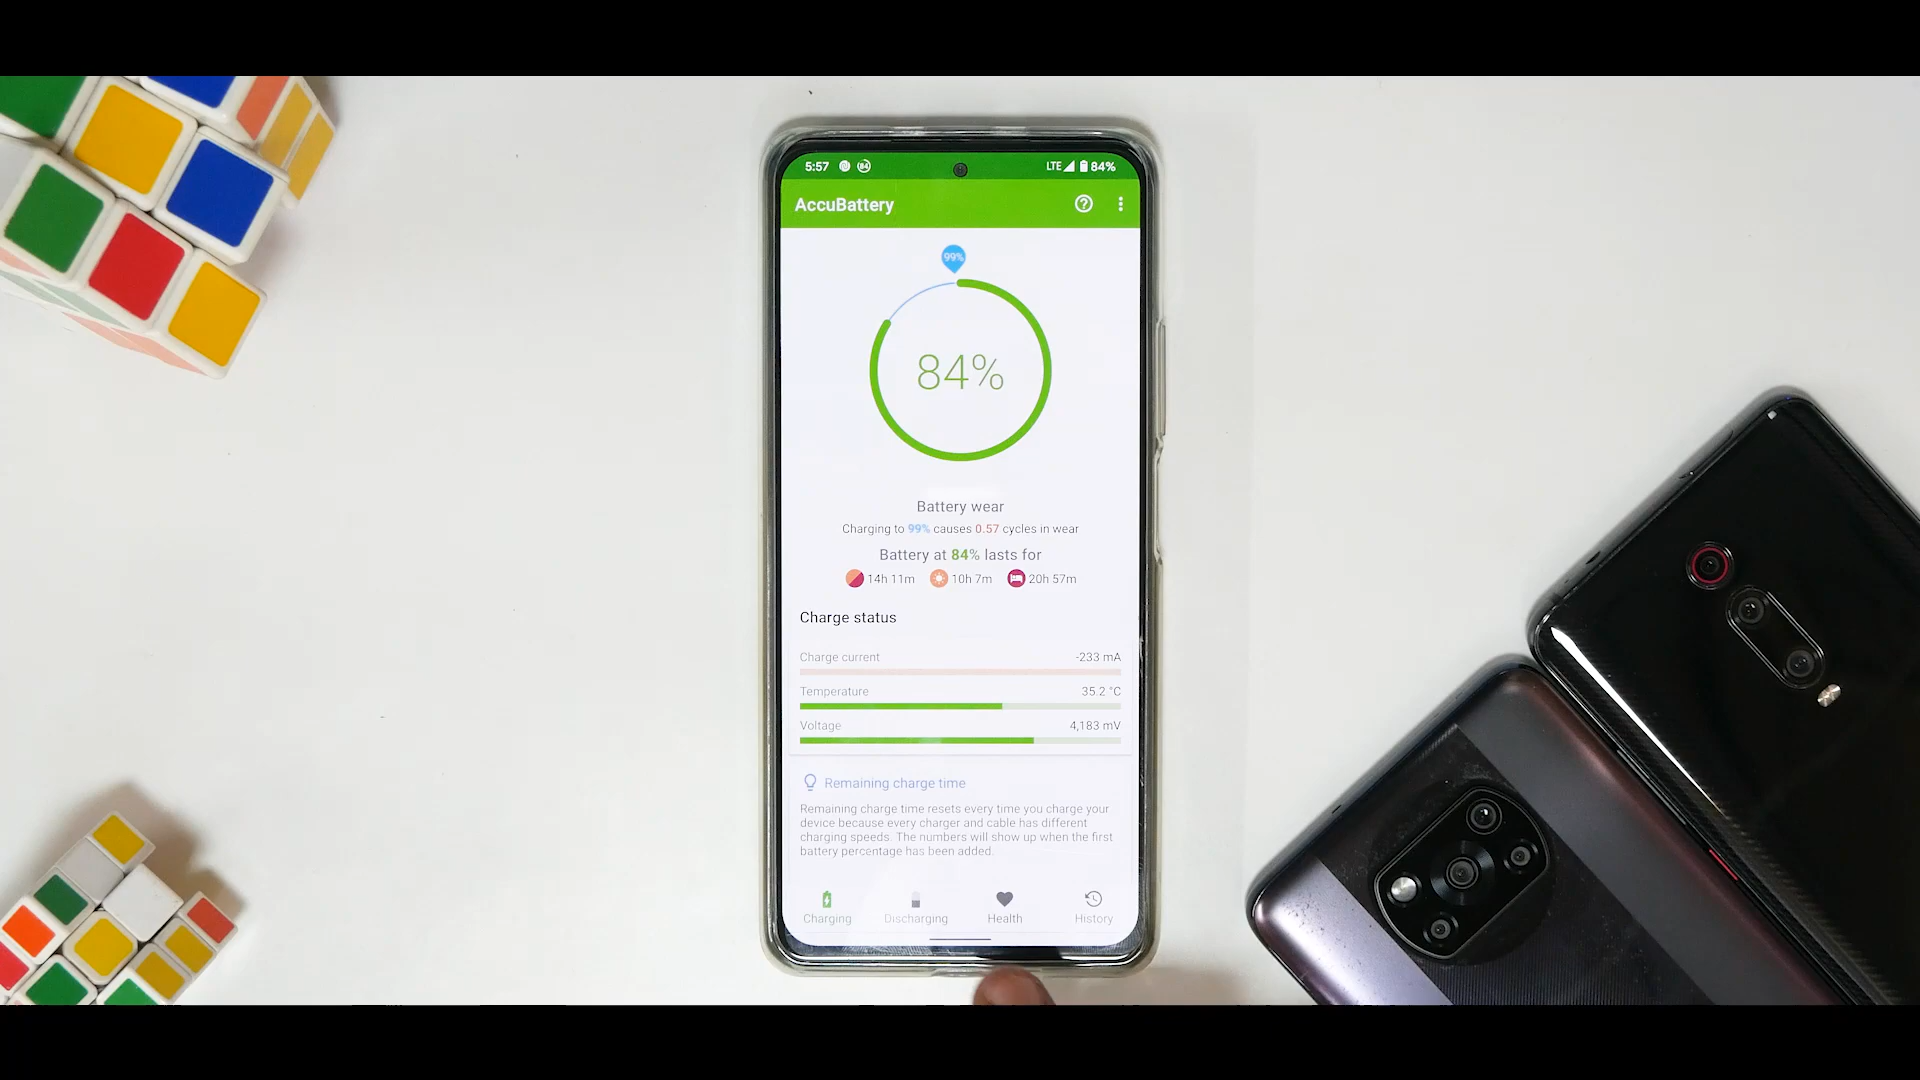 5:57 84 LTE 84%
AccuBattery
99%
84%
Battery wear
Charging to 99% causes 0.57 cycles in wear
Battery at 84% lasts for
14h 11m 10h 7m 20h 57m
Charge status
Charge current -233 mA
Temperature 35.2 °C
Voltage 4,183 mV
Remaining charge time
Remaining charge time resets every time you charge your
device because every charger and cable has different
charging speeds. The numbers will show up when the first
battery percentage has been added.
Charging Discharging Health History